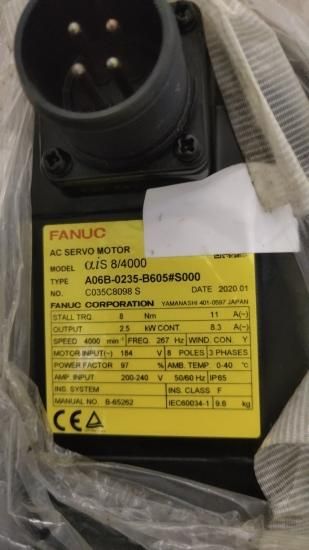 FANUC
AC SERVO MOTOR
MODEL αiS 8/4000
TYPE A06B-0235-B605#S000
NO. C035C8098 S DATE 2020.01
FANUC CORPORATION YAMANASHI 401-0597 JAPAN
STALL TRQ. 8 Nm 11 A(~)
OUTPUT 2.5 kW CONT. 8.3 A(~)
SPEED 4000 min⁻¹ FREQ. 267 Hz WIND. CON. Y
MOTOR INPUT(~) 184 V 8 POLES 3 PHASES
POWER FACTOR 97 % AMB. TEMP. 0-40 ℃
AMP. INPUT 200-240 V 50/60 Hz IP65
INS. SYSTEM INS. CLASS F
MANUAL NO. B-65262 IEC60034-1 9.6 kg
CE